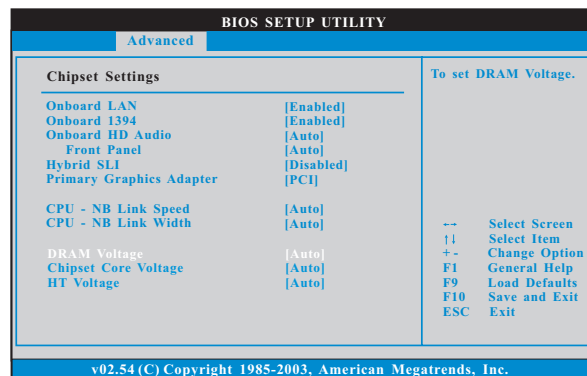 BIOS SETUP UTILITY
Advanced
Chipset Settings
To set DRAM Voltage.
Onboard LAN [Enabled]
Onboard 1394 [Enabled]
Onboard HD Audio [Auto]
Front Panel [Auto]
Hybrid SLI [Disabled]
Primary Graphics Adapter [PCI]
CPU - NB Link Speed [Auto]
CPU - NB Link Width [Auto]
DRAM Voltage [Auto]
Chipset Core Voltage [Auto]
HT Voltage [Auto]
←→ Select Screen
↑↓ Select Item
+ - Change Option
F1 General Help
F9 Load Defaults
F10 Save and Exit
ESC Exit
v02.54 (C) Copyright 1985-2003, American Megatrends, Inc.